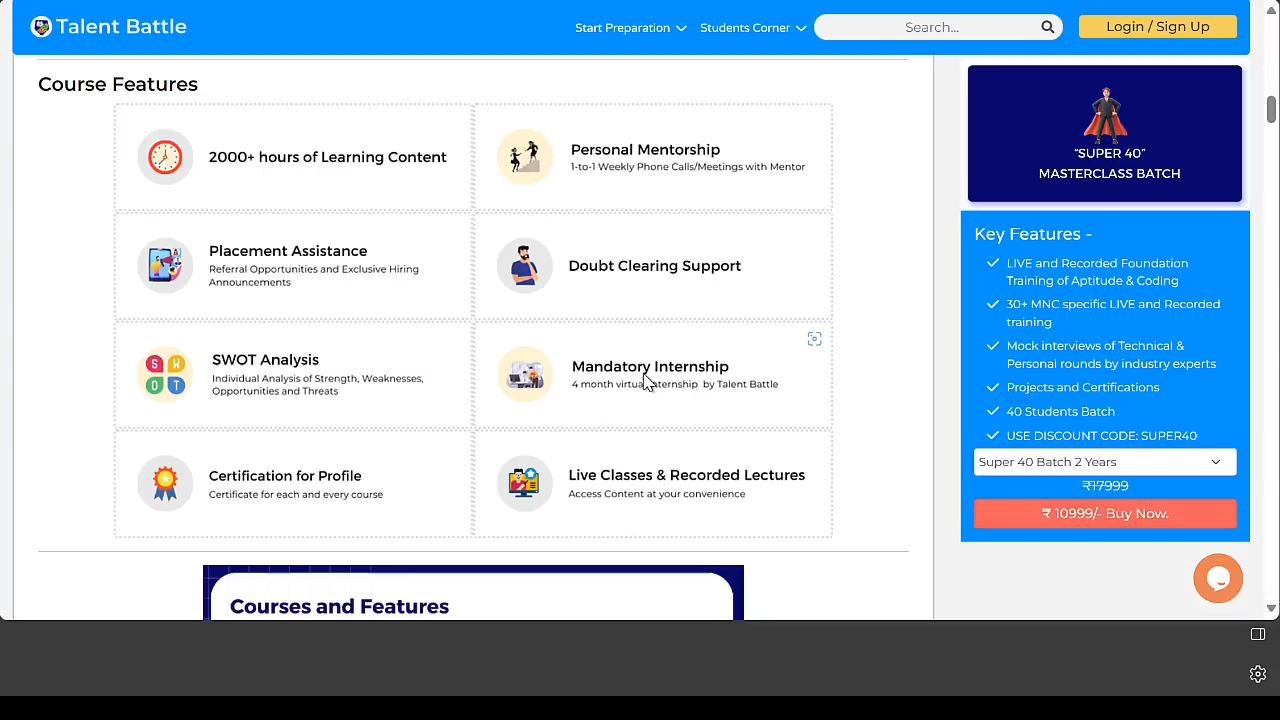 Talent Battle
Start Preparation
Students Corner
Search...
Login / Sign Up
Course Features
2000+ hours of Learning Content
Personal Mentorship
1-to-1 Weekly Phone Calls/Meetings with Mentor
Placement Assistance
Referral Opportunities and Exclusive Hiring
Announcements
Doubt Clearing Support
SWOT Analysis
Individual Analysis of Strength, Weaknesses,
Opportunities and Threats
Mandatory Internship
4 month virtual internship by Talent Battle
Certification for Profile
Certificate for each and every course
Live Classes & Recorded Lectures
Access Content at your convenience
S W
O T
Courses and Features
"SUPER 40"
MASTERCLASS BATCH
Key Features -
LIVE and Recorded Foundation
Training of Aptitude & Coding
30+ MNC specific LIVE and Recorded
training
Mock interviews of Technical &
Personal rounds by industry experts
Projects and Certifications
40 Students Batch
USE DISCOUNT CODE: SUPER40
Super 40 Batch 2 Years
₹17999
₹ 10999/- Buy Now.